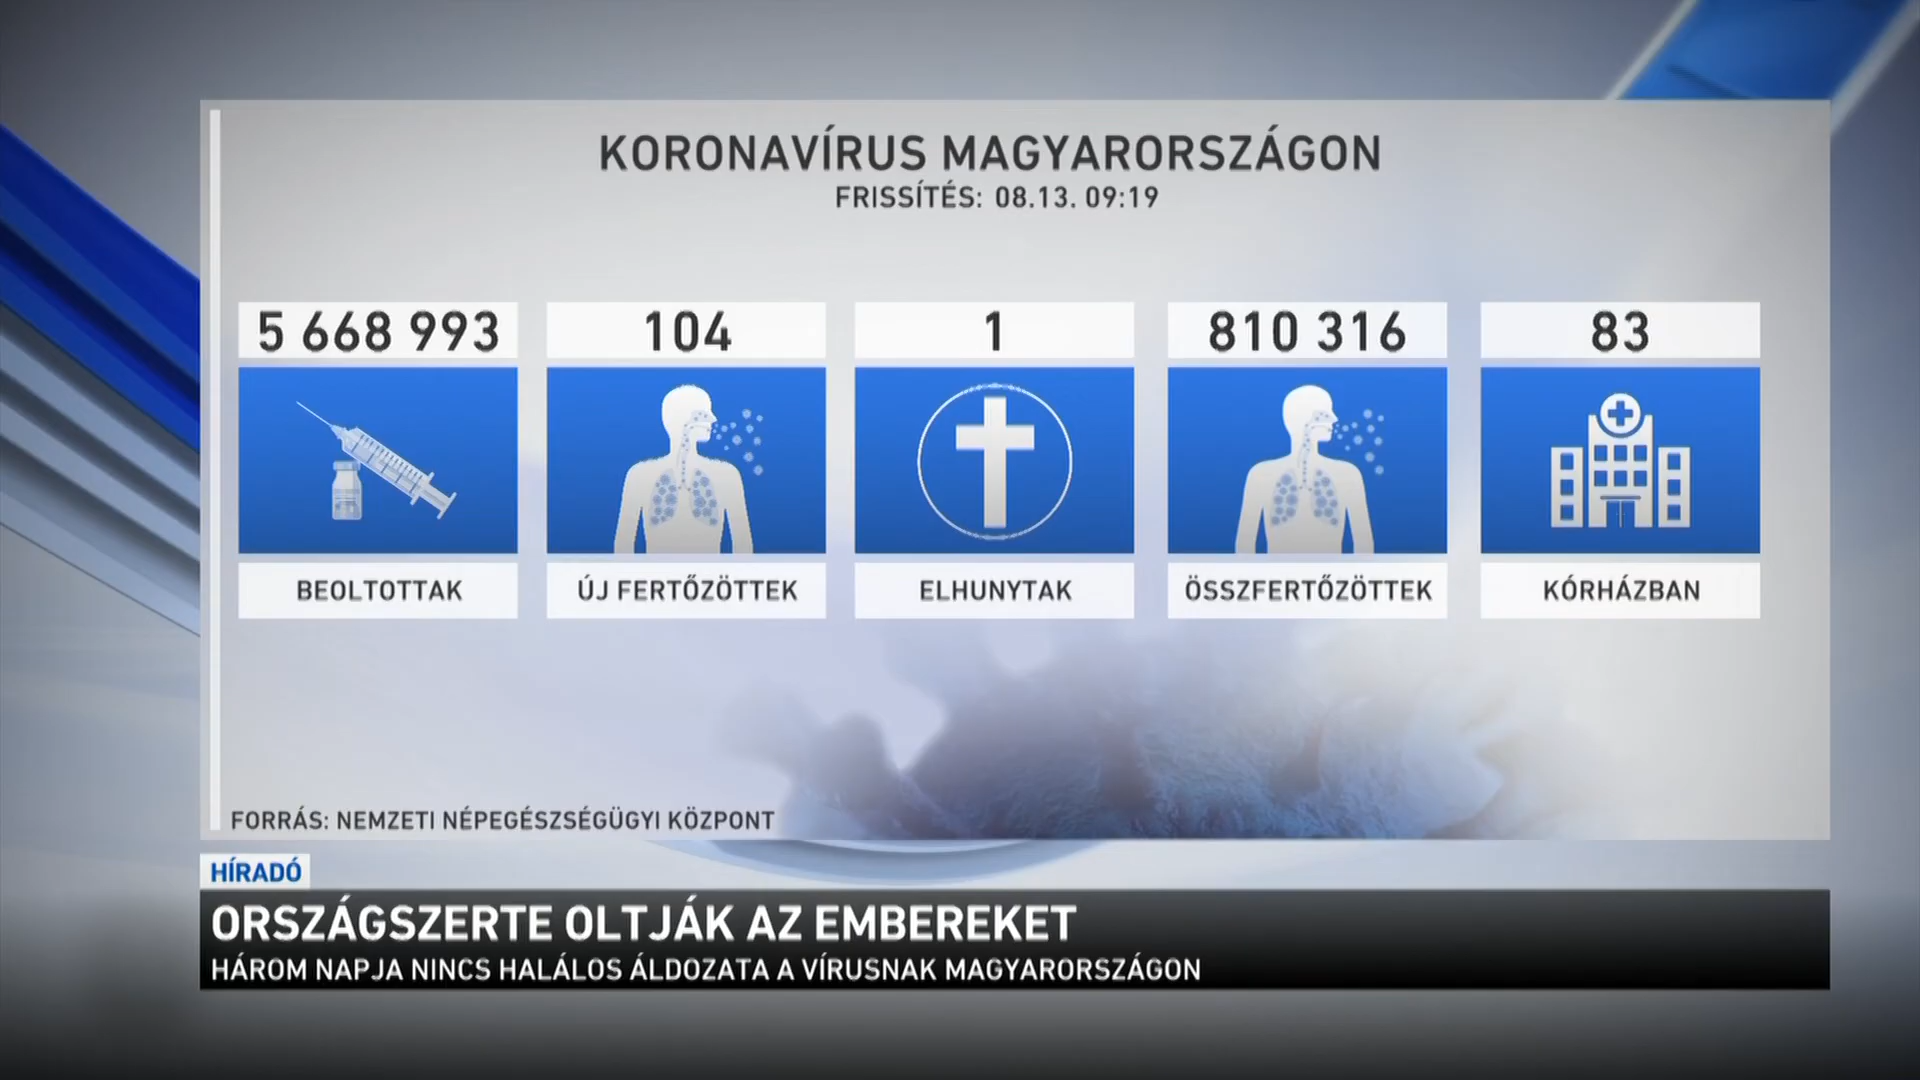 KORONAVÍRUS MAGYARORSZÁGON
FRISSÍTÉS: 08.13. 09:19
5 668 993
104
1
810 316
83
BEOLTOTTAK
ÚJ FERTŐZÖTTEK
ELHUNYTAK
ÖSSZFERTŐZÖTTEK
KÓRHÁZBAN
FORRÁS: NEMZETI NÉPEGÉSZSÉGÜGYI KÖZPONT
HÍRADÓ
ORSZÁGSZERTE OLTJÁK AZ EMBEREKET
HÁROM NAPJA NINCS HALÁLOS ÁLDOZATA A VÍRUSNAK MAGYARORSZÁGON